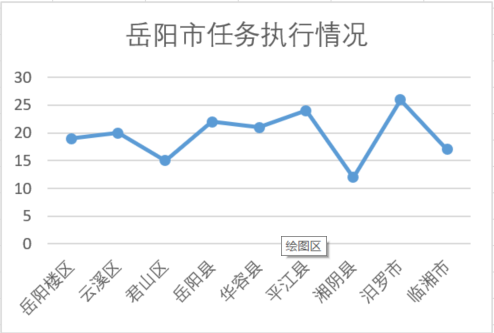 岳阳市任务执行情况
30
25
20
15
10
5
0
绘图区
岳阳楼区
云溪区
君山区
岳阳县
华容县
平江县
湘阴县
汨罗市
临湘市